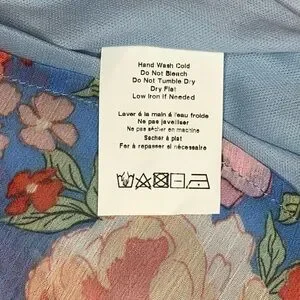 Hand Wash Cold
Do Not Bleach
Do Not Tumble Dry
Dry Flat
Low Iron If Needed
Laver á la main á l'eau froide
Ne pas javelliser
Ne pas sécher en machine
Sécher á plat
Fer á repasser si nécessaire